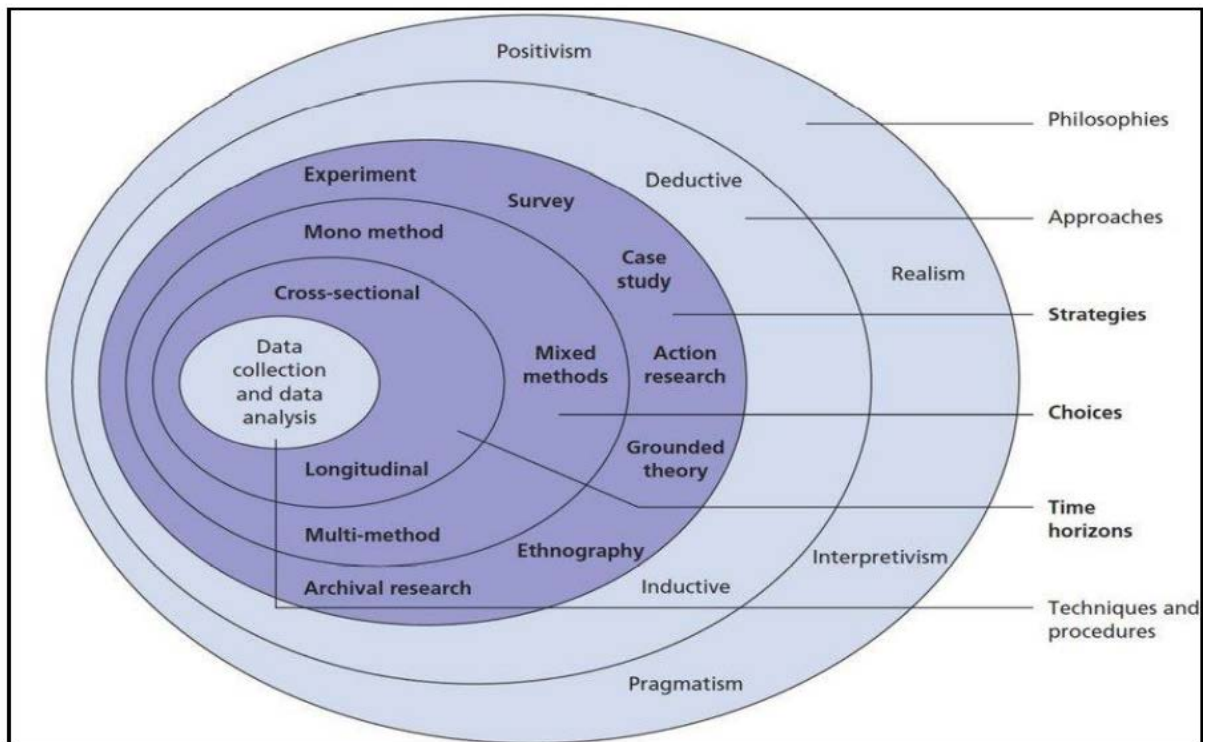 Positivism
Philosophies
Experiment
Deductive
Survey
Approaches
Mono method
Case
study
Realism
Cross-sectional
Strategies
Data
collection
and data
analysis
Mixed
methods
Action
research
Choices
Grounded
theory
Longitudinal
Time
horizons
Multi-method
Ethnography
Interpretivism
Archival research
Inductive
Techniques and
procedures
Pragmatism